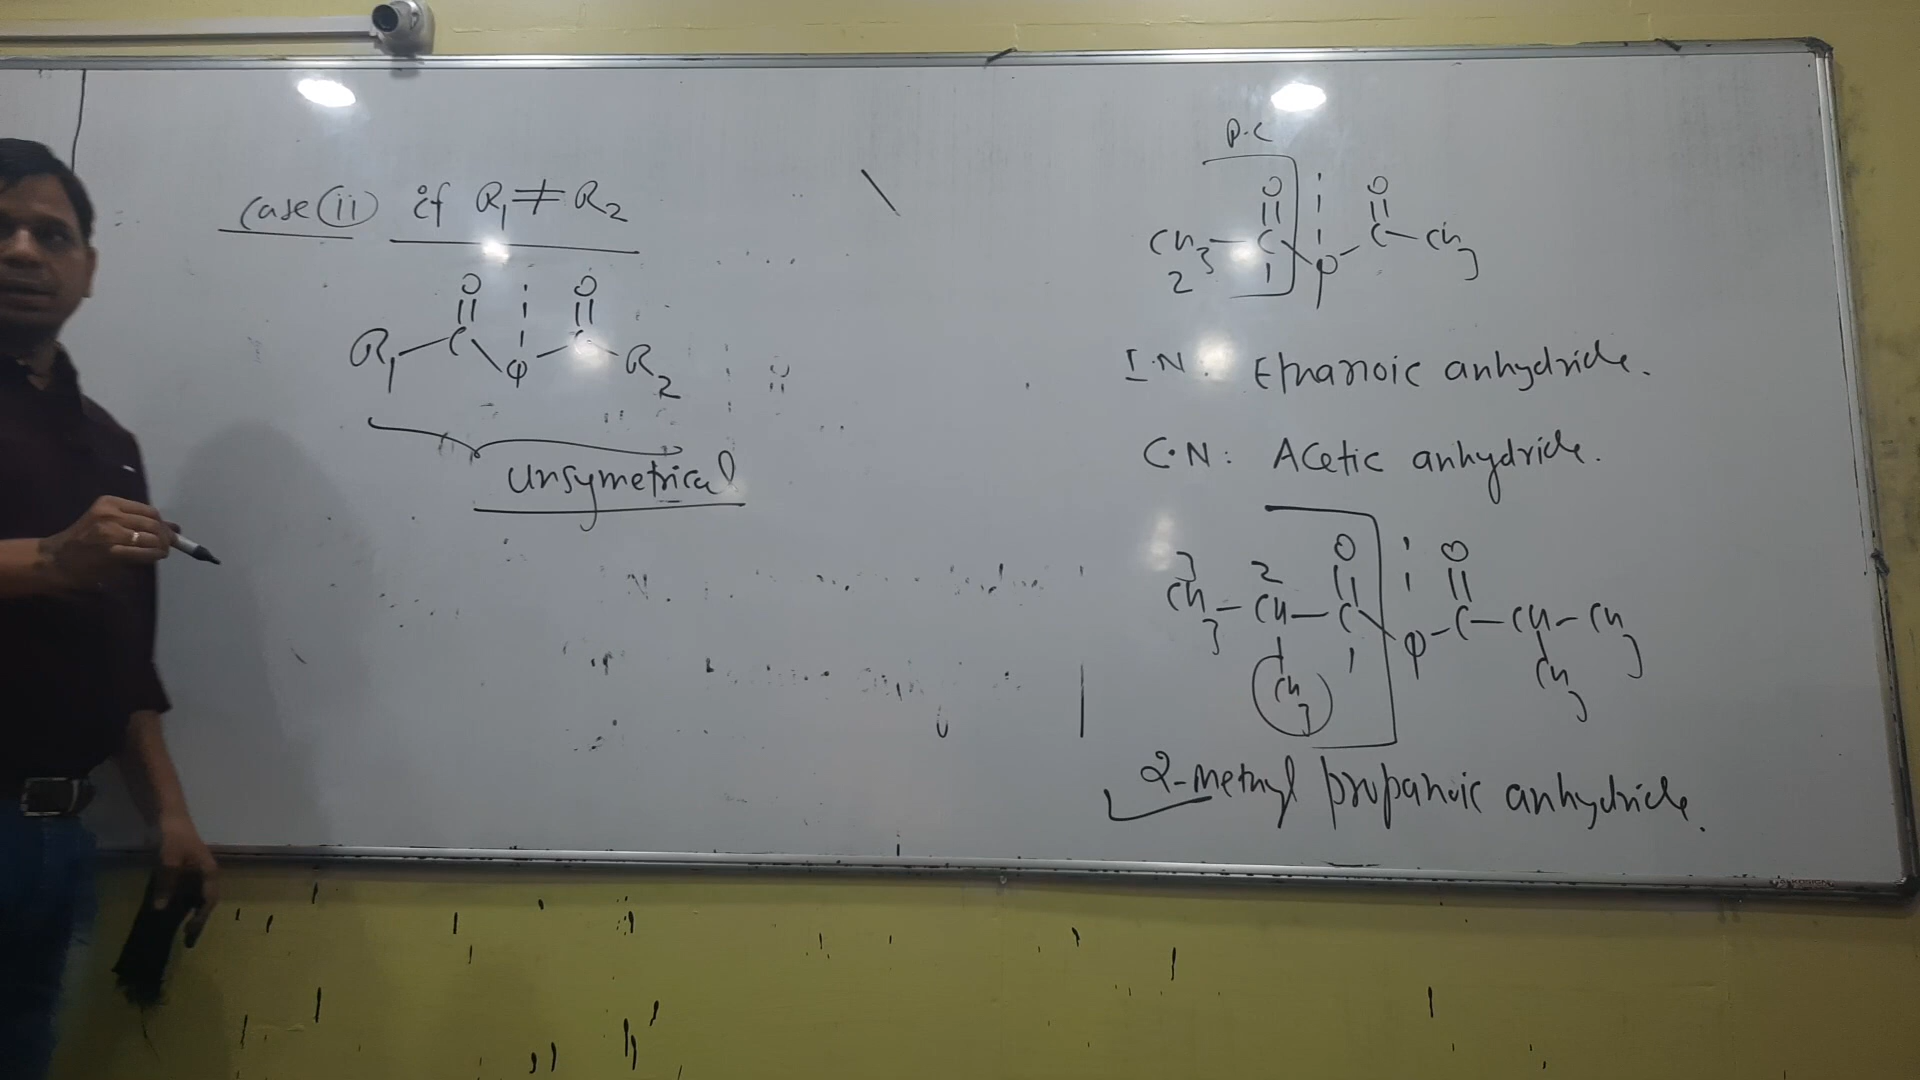 case (ii) if R1 ≠ R2
O O
R1 - C - O - C - R2
unsymetrical
P.C
O O
CH3 - C - O - C - CH3
2 1
I.N. Ethanoic anhydride.
C.N: Acetic anhydride.
3 2 O O
CH3 - CH - C - O - C - CH - CH3
CH3 1 CH3
2-methyl propanoic anhydride.